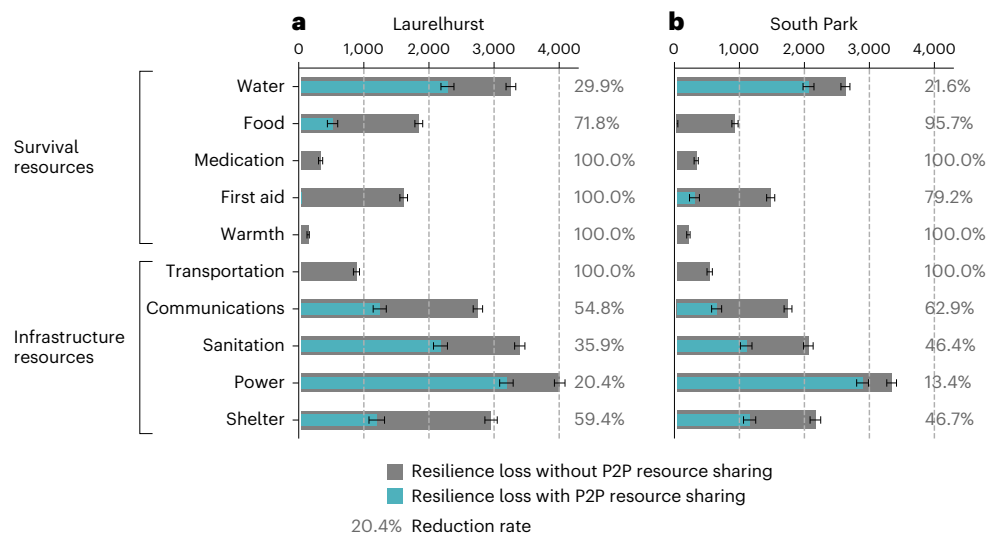 a Laurelhurst
0 1,000 2,000 3,000 4,000
b South Park
0 1,000 2,000 3,000 4,000
Survival
resources
Infrastructure
resources
Water 29.9% 21.6%
Food 71.8% 95.7%
Medication 100.0% 100.0%
First aid 100.0% 79.2%
Warmth 100.0% 100.0%
Transportation 100.0% 100.0%
Communications 54.8% 62.9%
Sanitation 35.9% 46.4%
Power 20.4% 13.4%
Shelter 59.4% 46.7%
Resilience loss without P2P resource sharing
Resilience loss with P2P resource sharing
20.4% Reduction rate